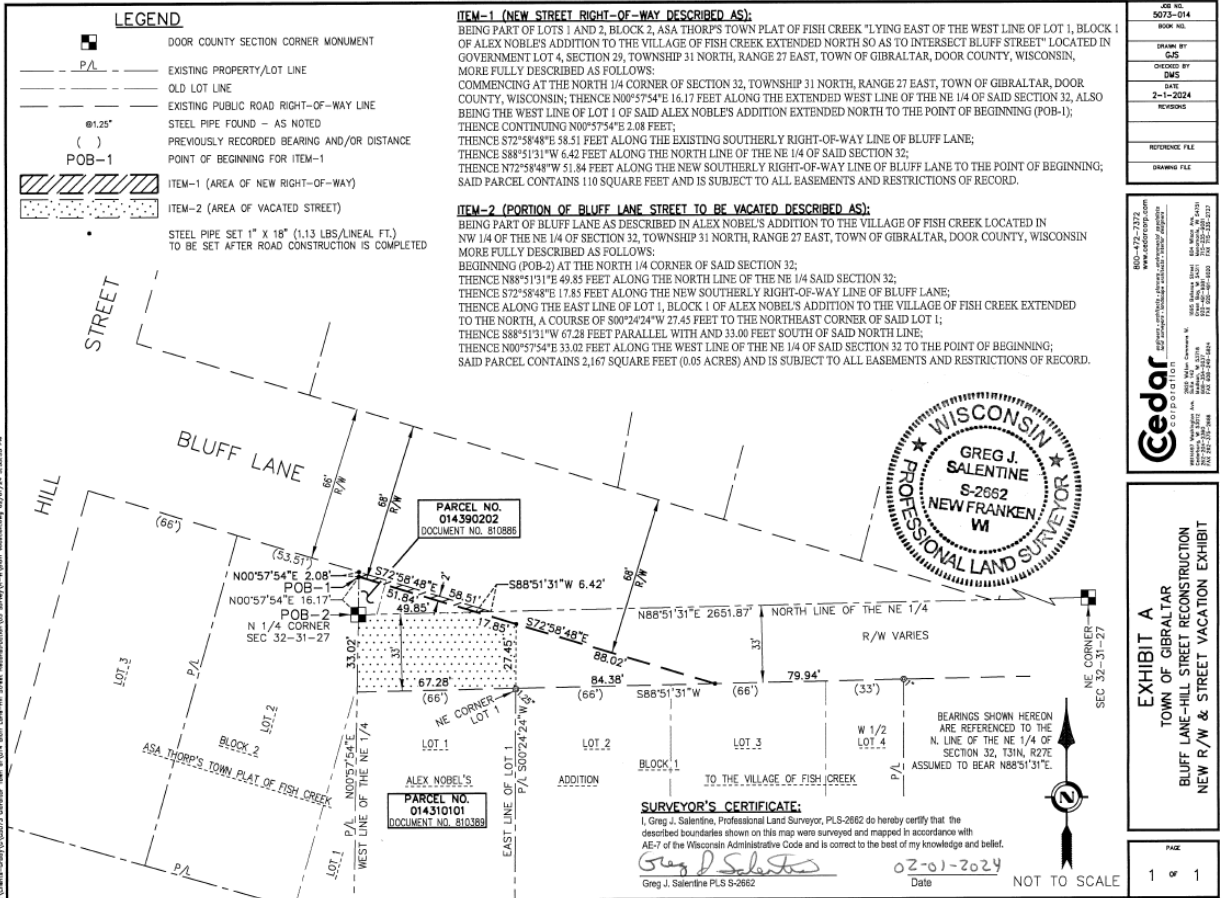 LEGEND
DOOR COUNTY SECTION CORNER MONUMENT
P/L
EXISTING PROPERTY/LOT LINE
OLD LOT LINE
EXISTING PUBLIC ROAD RIGHT-OF-WAY LINE
1.25"
STEEL PIPE FOUND - AS NOTED
( )
PREVIOUSLY RECORDED BEARING AND/OR DISTANCE
POB-1
POINT OF BEGINNING FOR ITEM-1
ITEM-1 (AREA OF NEW RIGHT-OF-WAY)
ITEM-2 (AREA OF VACATED STREET)
STEEL PIPE SET 1" X 18" (1.13 LBS/LINEAL FT.)
TO BE SET AFTER ROAD CONSTRUCTION IS COMPLETED
ITEM-1 (NEW STREET RIGHT-OF-WAY DESCRIBED AS):
BEING PART OF LOTS 1 AND 2, BLOCK 2, ASA THORP'S TOWN PLAT OF FISH CREEK "LYING EAST OF THE WEST LINE OF LOT 1, BLOCK 1
OF ALEX NOBLE'S ADDITION TO THE VILLAGE OF FISH CREEK EXTENDED NORTH SO AS TO INTERSECT BLUFF STREET" LOCATED IN
GOVERNMENT LOT 4, SECTION 29, TOWNSHIP 31 NORTH, RANGE 27 EAST, TOWN OF GIBRALTAR, DOOR COUNTY, WISCONSIN,
MORE FULLY DESCRIBED AS FOLLOWS:
COMMENCING AT THE NORTH 1/4 CORNER OF SECTION 32, TOWNSHIP 31 NORTH, RANGE 27 EAST, TOWN OF GIBRALTAR, DOOR
COUNTY, WISCONSIN; THENCE N00°57'54"E 16.17 FEET ALONG THE EXTENDED WEST LINE OF THE NE 1/4 OF SAID SECTION 32, ALSO
BEING THE WEST LINE OF LOT 1 OF SAID ALEX NOBLE'S ADDITION EXTENDED NORTH TO THE POINT OF BEGINNING (POB-1);
THENCE CONTINUING N00°57'54"E 2.08 FEET;
THENCE S72°58'48"E 58.51 FEET ALONG THE EXISTING SOUTHERLY RIGHT-OF-WAY LINE OF BLUFF LANE;
THENCE S88°51'31"W 6.42 FEET ALONG THE NORTH LINE OF THE NE 1/4 OF SAID SECTION 32;
THENCE N72°58'48"W 51.84 FEET ALONG THE NEW SOUTHERLY RIGHT-OF-WAY LINE OF BLUFF LANE TO THE POINT OF BEGINNING;
SAID PARCEL CONTAINS 110 SQUARE FEET AND IS SUBJECT TO ALL EASEMENTS AND RESTRICTIONS OF RECORD.
ITEM-2 (PORTION OF BLUFF LANE STREET TO BE VACATED DESCRIBED AS):
BEING PART OF BLUFF LANE AS DESCRIBED IN ALEX NOBEL'S ADDITION TO THE VILLAGE OF FISH CREEK LOCATED IN
NW 1/4 OF THE NE 1/4 OF SECTION 32, TOWNSHIP 31 NORTH, RANGE 27 EAST, TOWN OF GIBRALTAR, DOOR COUNTY, WISCONSIN
MORE FULLY DESCRIBED AS FOLLOWS:
BEGINNING (POB-2) AT THE NORTH 1/4 CORNER OF SAID SECTION 32;
THENCE N88°51'31"E 49.85 FEET ALONG THE NORTH LINE OF THE NE 1/4 SAID SECTION 32;
THENCE S72°58'48"E 17.85 FEET ALONG THE NEW SOUTHERLY RIGHT-OF-WAY LINE OF BLUFF LANE;
THENCE ALONG THE EAST LINE OF LOT 1, BLOCK 1 OF ALEX NOBEL'S ADDITION TO THE VILLAGE OF FISH CREEK EXTENDED
TO THE NORTH, A COURSE OF S00°24'24"W 27.45 FEET TO THE NORTHEAST CORNER OF SAID LOT 1;
THENCE S88°51'31"W 67.28 FEET PARALLEL WITH AND 33.00 FEET SOUTH OF SAID NORTH LINE;
THENCE N00°57'54"E 33.02 FEET ALONG THE WEST LINE OF THE NE 1/4 OF SAID SECTION 32 TO THE POINT OF BEGINNING;
SAID PARCEL CONTAINS 2,167 SQUARE FEET (0.05 ACRES) AND IS SUBJECT TO ALL EASEMENTS AND RESTRICTIONS OF RECORD.
HILL
STREET
BLUFF LANE
66'
R/W
68'
R/W
68'
R/W
(66')
(53.51')
PARCEL NO.
014390202
DOCUMENT NO. 810886
N00°57'54"E 2.08'
POB-1
N00°57'54"E 16.17'
POB-2
N 1/4 CORNER
SEC 32-31-27
S72°58'48"E
51.84'
58.51'
2'
49.85'
S88°51'31"W 6.42'
17.85'
S72°58'48"E
88.02'
N88°51'31"E 2651.87'
NORTH LINE OF THE NE 1/4
R/W VARIES
33'
NE CORNER
SEC 32-31-27
33.02'
33'
27.45'
67.28'
(66')
NE CORNER
LOT 1
1.25"
84.38'
(66')
S88°51'31"W
(66')
79.94'
(33')
1"
LOT 3
P/L
LOT 2
BLOCK 2
ASA THORP'S TOWN PLAT OF FISH CREEK
P/L
LOT 1
P/L N00°57'54"E
WEST LINE OF THE NE 1/4
LOT 1
ALEX NOBEL'S
PARCEL NO.
014310101
DOCUMENT NO. 810389
EAST LINE OF LOT 1
P/L S00°24'24"W
LOT 2
ADDITION
BLOCK 1
LOT 3
TO THE VILLAGE OF FISH CREEK
W 1/2
LOT 4
P/L
BEARINGS SHOWN HEREON
ARE REFERENCED TO THE
N. LINE OF THE NE 1/4 OF
SECTION 32, T31N, R27E
ASSUMED TO BEAR N88°51'31"E.
N
NOT TO SCALE
WISCONSIN
GREG J.
SALENTINE
S-2662
NEW FRANKEN
WI
PROFESSIONAL LAND SURVEYOR
SURVEYOR'S CERTIFICATE:
I, Greg J. Salentine, Professional Land Surveyor, PLS-2662 do hereby certify that the
described boundaries shown on this map were surveyed and mapped in accordance with
AE-7 of the Wisconsin Administrative Code and is correct to the best of my knowledge and belief.
Greg J Salentine
02-01-2024
Greg J. Salentine PLS S-2662
Date
JOB NO.
5073-014
BOOK NO.
DRAWN BY
GJS
CHECKED BY
DMS
DATE
2-1-2024
REVISIONS
REFERENCE FILE
DRAWING FILE
800-472-7372
www.cedarcorp.com
Cedar
corporation
EXHIBIT A
TOWN OF GIBRALTAR
BLUFF LANE-HILL STREET RECONSTRUCTION
NEW R/W & STREET VACATION EXHIBIT
PAGE
1 OF 1